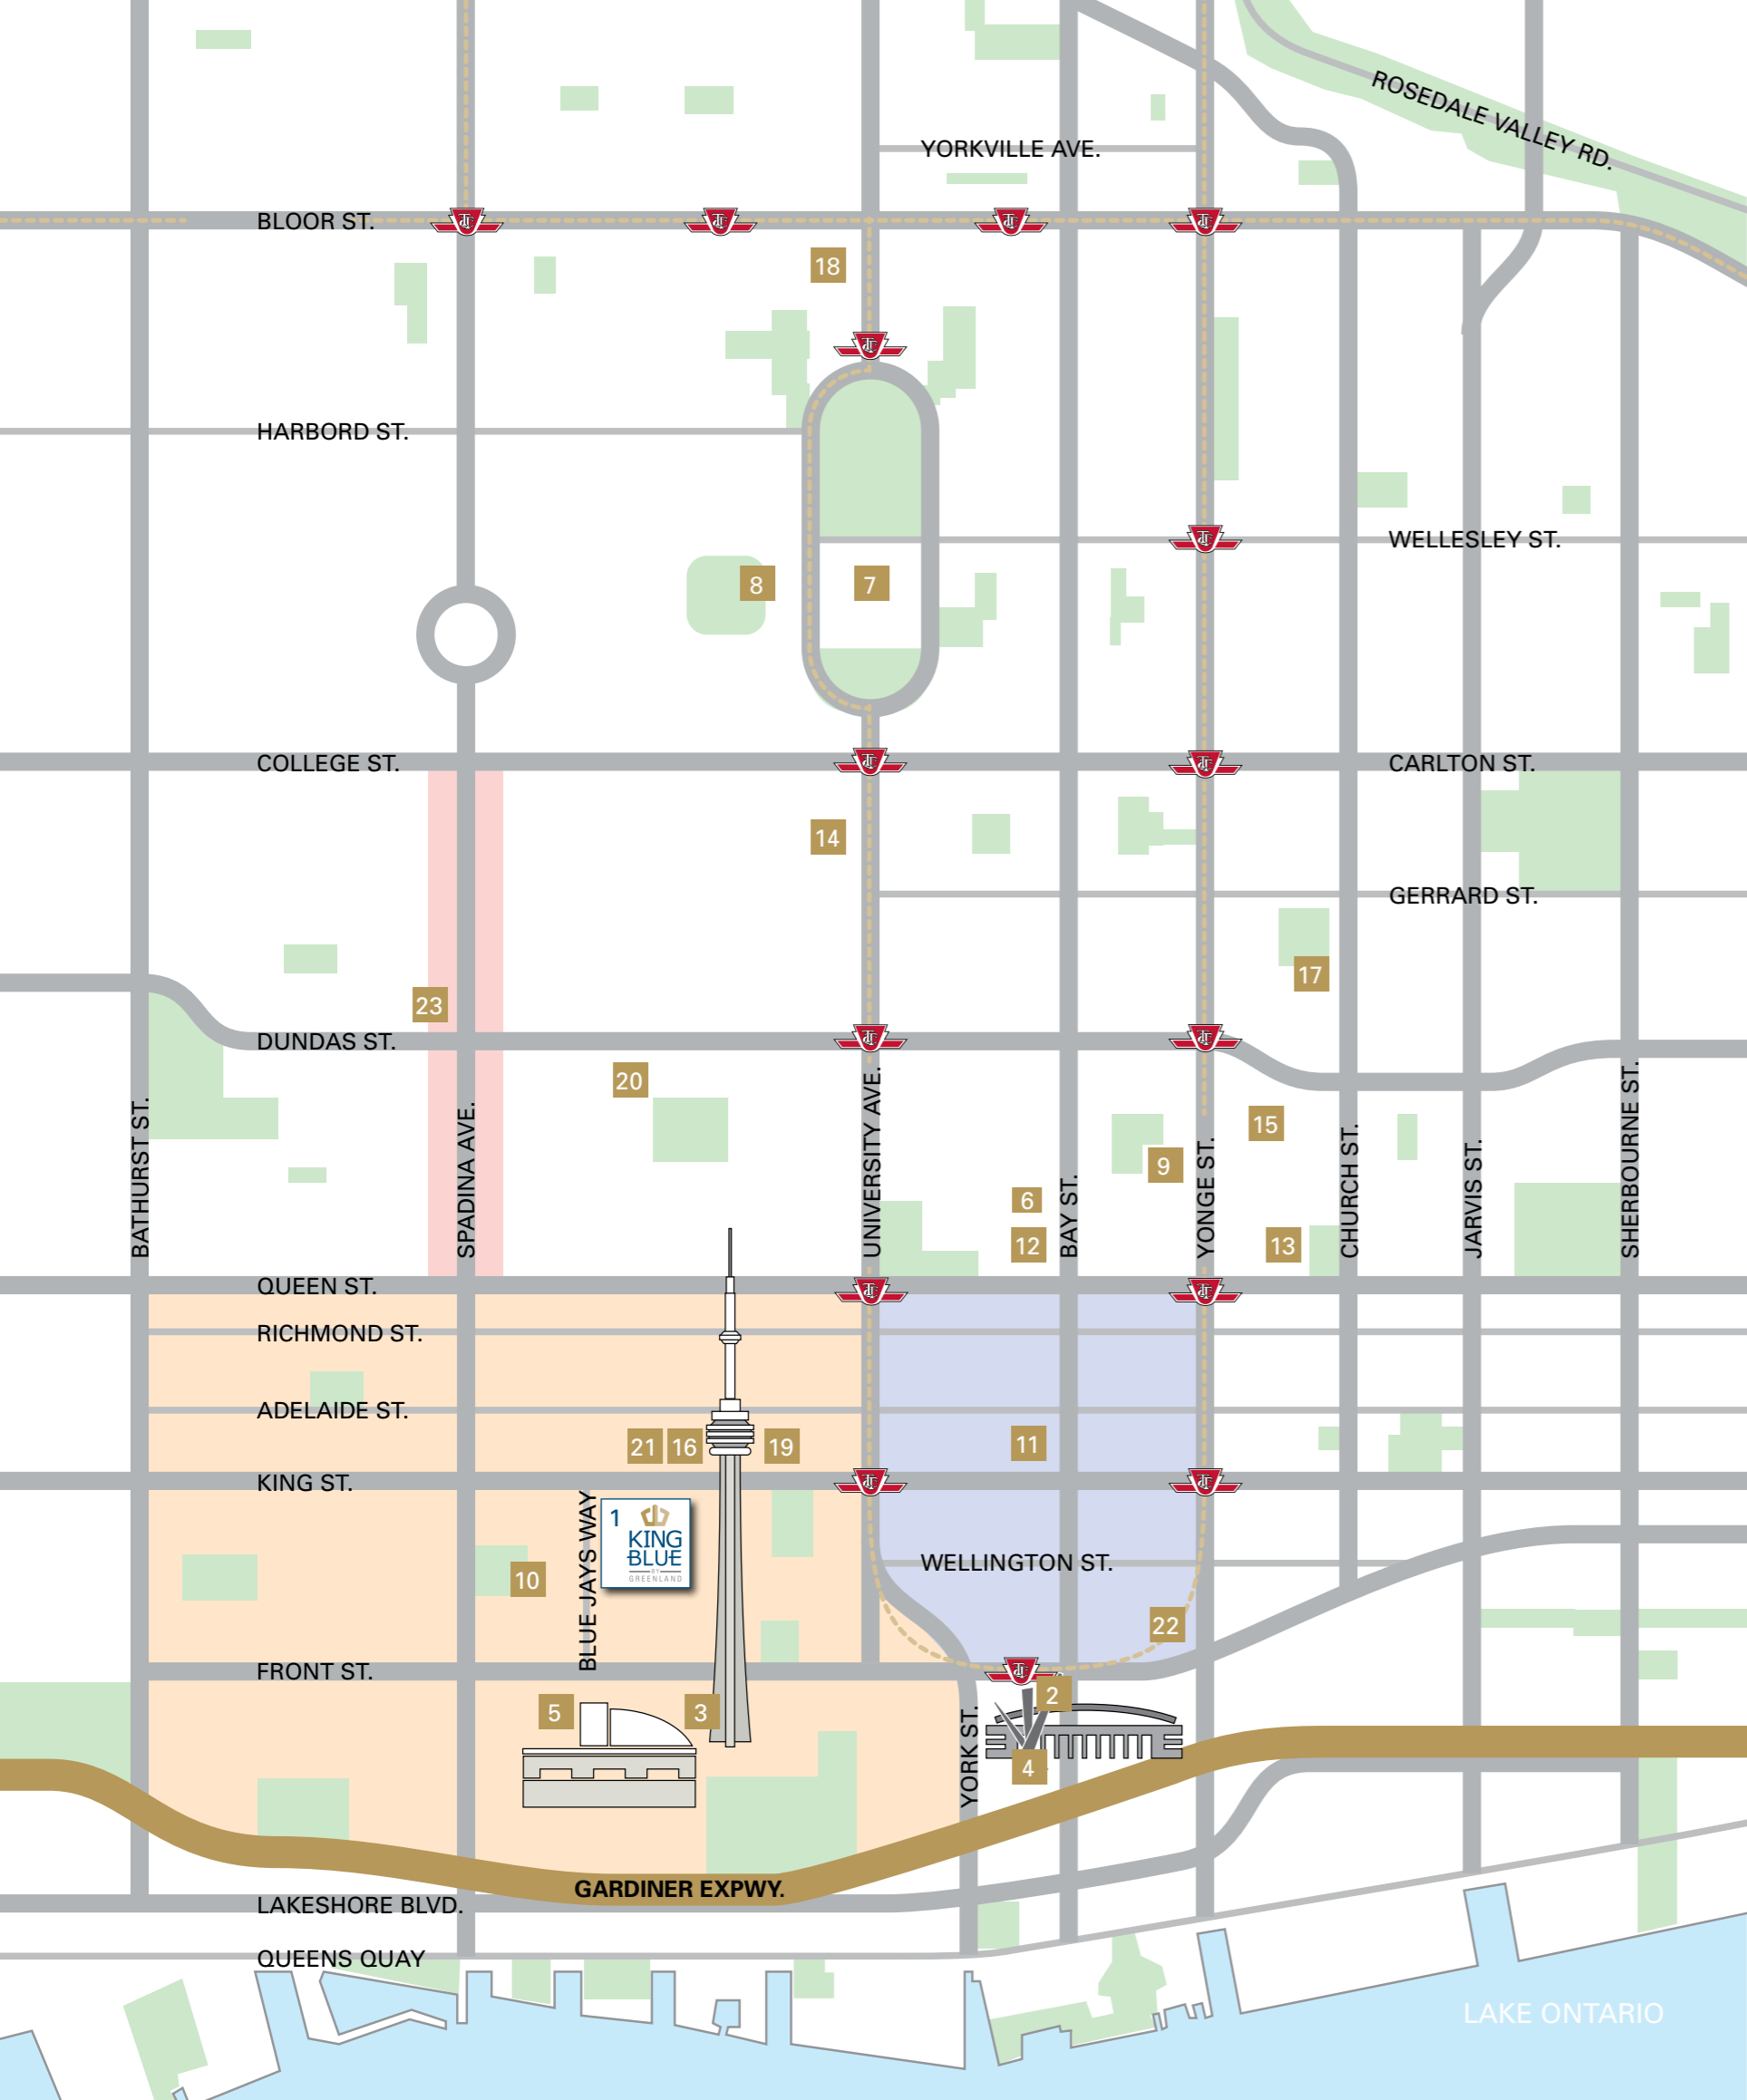 ROSEDALE VALLEY RD.
YORKVILLE AVE.
BLOOR ST.
18
HARBORD ST.
WELLESLEY ST.
8
7
COLLEGE ST.
CARLTON ST.
14
GERRARD ST.
17
23
DUNDAS ST.
20
15
9
6
12
13
BATHURST ST.
SPADINA AVE.
UNIVERSITY AVE.
BAY ST.
YONGE ST.
CHURCH ST.
JARVIS ST.
SHERBOURNE ST.
QUEEN ST.
RICHMOND ST.
ADELAIDE ST.
21
16
19
11
KING ST.
BLUE JAYS WAY
1
KING
BLUE
BY
GREENLAND
WELLINGTON ST.
10
22
FRONT ST.
2
5
3
4
YORK ST.
GARDINER EXPWY.
LAKESHORE BLVD.
QUEENS QUAY
LAKE ONTARIO